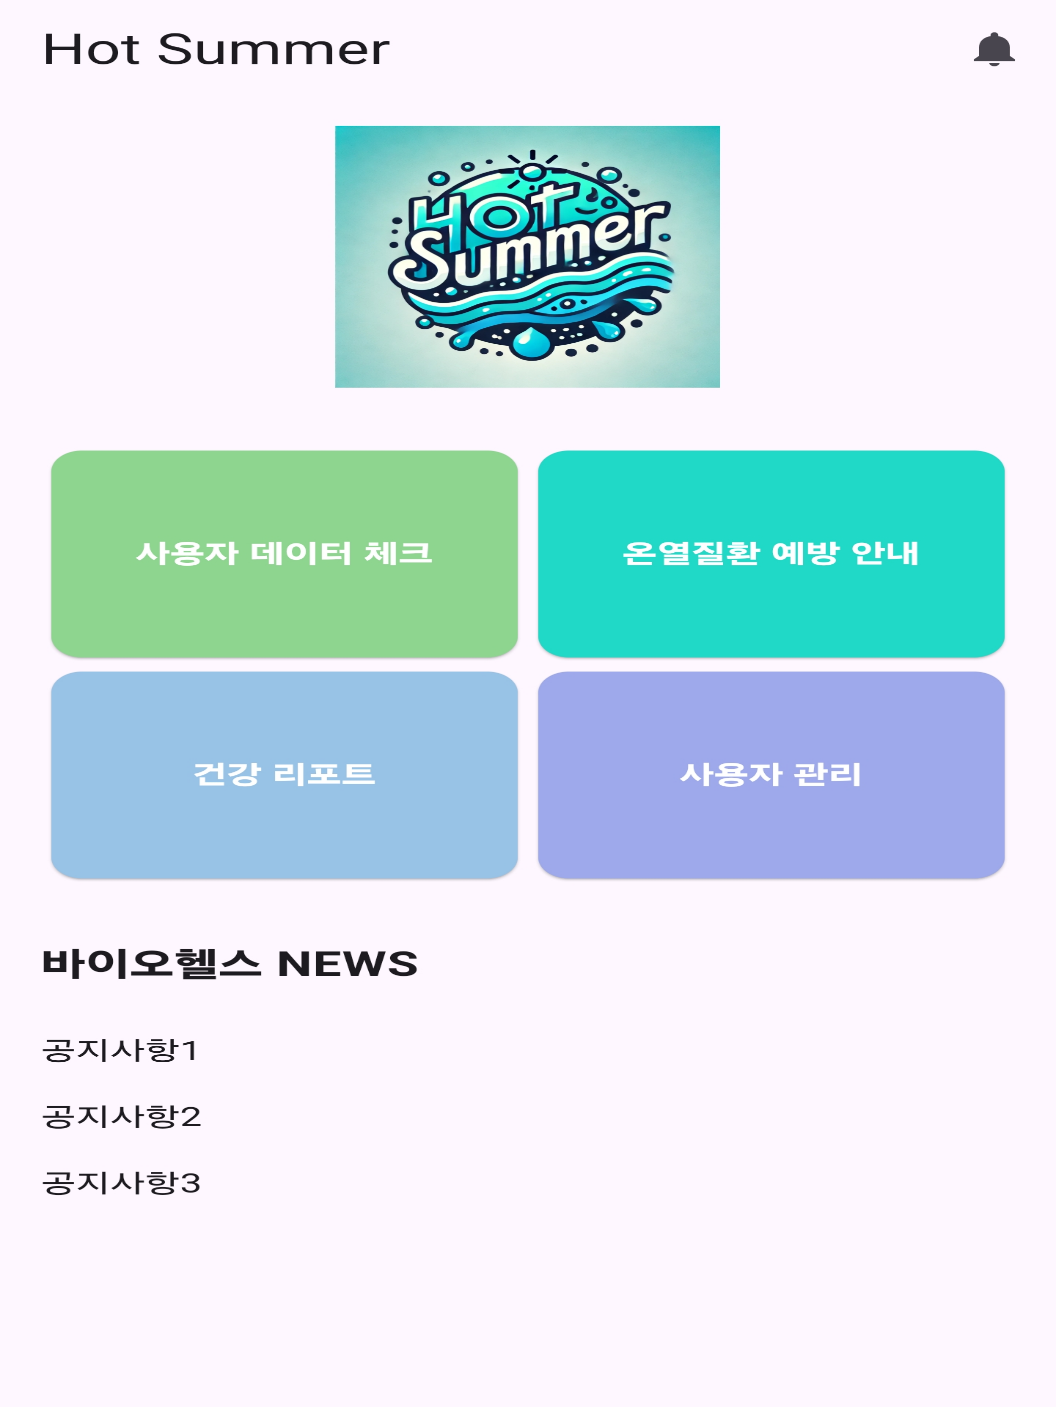 Hot Summer
Hot
Summer
사용자 데이터 체크
온열질환 예방 안내
건강 리포트
사용자 관리
바이오헬스 NEWS
공지사항1
공지사항2
공지사항3